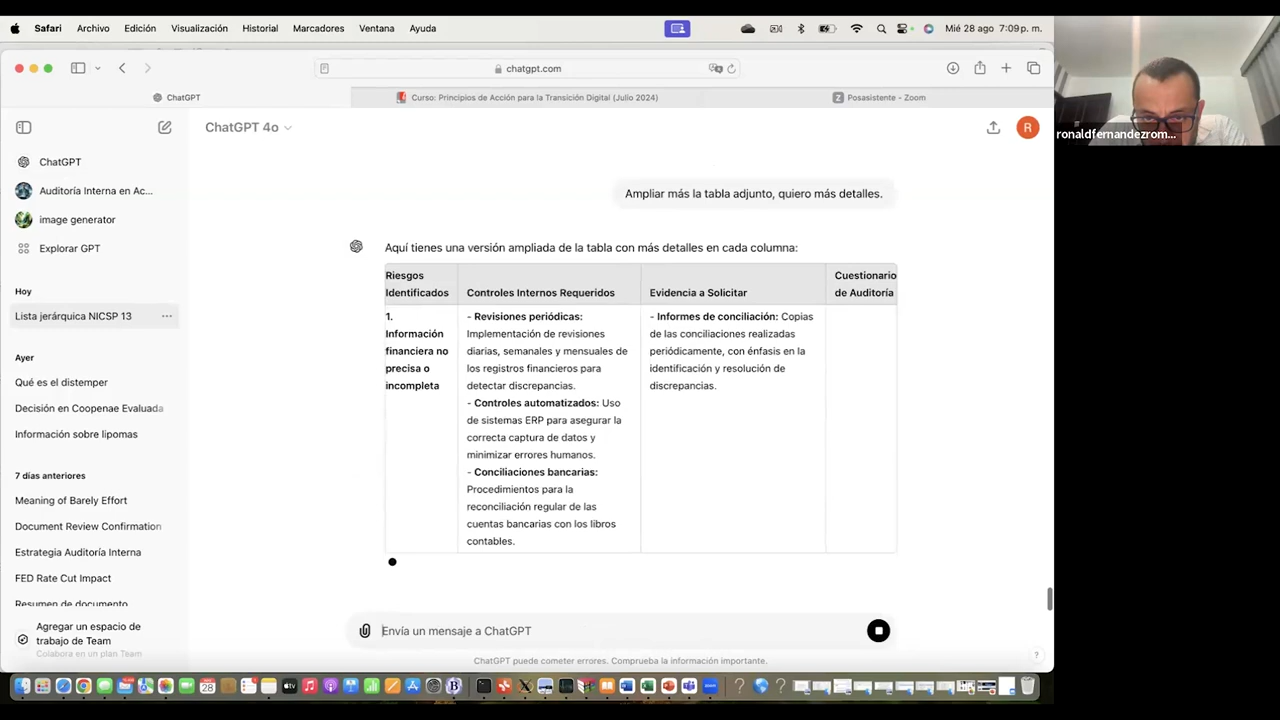 Safari Archivo Edición Visualización Historial Marcadores Ventana Ayuda Mié 28 ago 7:09 p. m.
chatgpt.com
ChatGPT Curso: Principios de Acción para la Transición Digital (Julio 2024) Z Posasistente - Zoom
ChatGPT 4o
R
ronaldfernandezrom...
ChatGPT
Auditoría Interna en Ac...
image generator
Explorar GPT
Hoy
Lista jerárquica NICSP 13 ...
Ayer
Qué es el distemper
Decisión en Coopenae Evaluada
Información sobre lipomas
7 días anteriores
Meaning of Barely Effort
Document Review Confirmation
Estrategia Auditoría Interna
FED Rate Cut Impact
Resumen de documento
Agregar un espacio de
trabajo de Team
Colabora en un plan Team
Ampliar más la tabla adjunto, quiero más detalles.
Aquí tienes una versión ampliada de la tabla con más detalles en cada columna:
Riesgos
Identificados
Controles Internos Requeridos
Evidencia a Solicitar
Cuestionario
de Auditoría
1.
Información
financiera no
precisa o
incompleta
- Revisiones periódicas:
Implementación de revisiones
diarias, semanales y mensuales de
los registros financieros para
detectar discrepancias.
- Controles automatizados: Uso
de sistemas ERP para asegurar la
correcta captura de datos y
minimizar errores humanos.
- Conciliaciones bancarias:
Procedimientos para la
reconciliación regular de las
cuentas bancarias con los libros
contables.
- Informes de conciliación: Copias
de las conciliaciones realizadas
periódicamente, con énfasis en la
identificación y resolución de
discrepancias.
Envía un mensaje a ChatGPT
ChatGPT puede cometer errores. Comprueba la información importante.
?